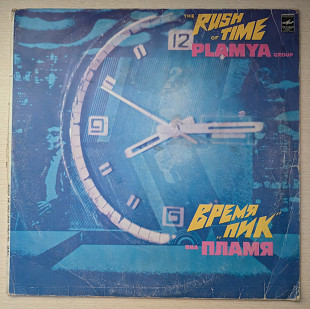 THE RUSH
OF TIME
PLAMYA GROUP
12
9
6
ВРЕМЯ
"ПИК"
ВИА ПЛАМЯ